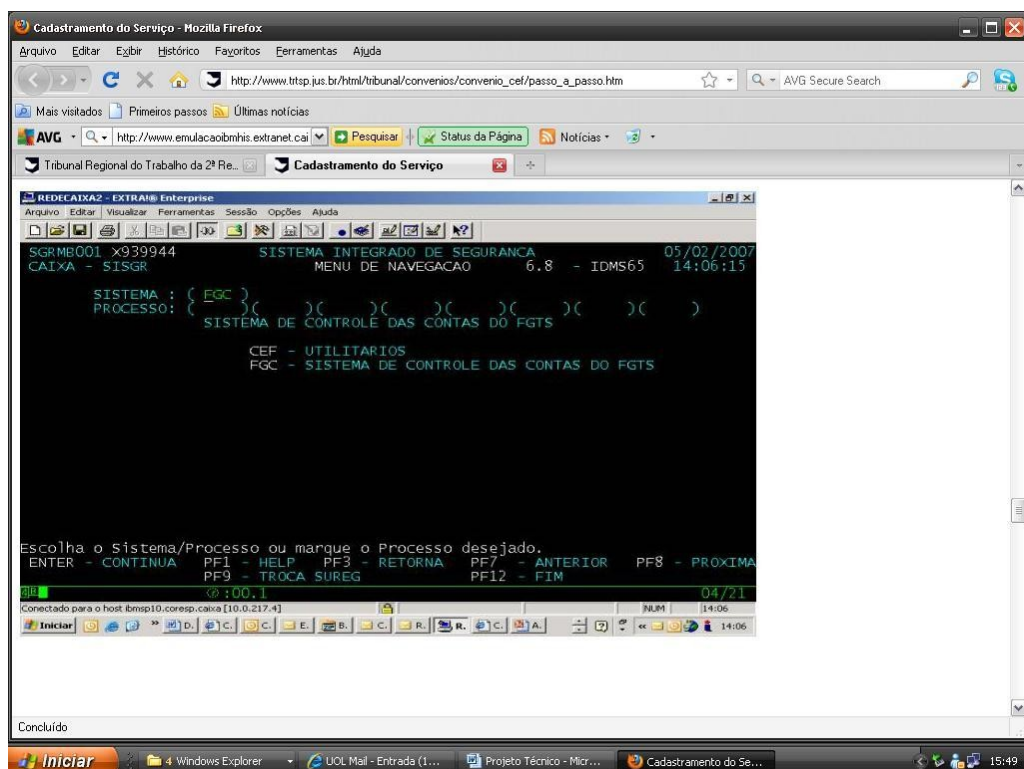 Cadastramento do Serviço - Mozilla Firefox
Arquivo Editar Exibir Histórico Favoritos Ferramentas Ajuda
http://www.trtsp.jus.br/html/tribunal/convenios/convenio_cef/passo_a_passo.htm
AVG Secure Search
Mais visitados Primeiros passos Últimas notícias
AVG http://www.emulacaoibmhis.extranet.cai Pesquisar Status da Página Notícias
Tribunal Regional do Trabalho da 2ª Re... Cadastramento do Serviço
REDECAIXA2 - EXTRA!® Enterprise
Arquivo Editar Visualizar Ferramentas Sessão Opções Ajuda
SGRMB001 X939944 SISTEMA INTEGRADO DE SEGURANCA 05/02/2007
CAIXA - SISGR MENU DE NAVEGACAO 6.8 - IDMS65 14:06:15
SISTEMA : ( FGC )
PROCESSO: ( )( )( )( )( )( )( )
SISTEMA DE CONTROLE DAS CONTAS DO FGTS
CEF - UTILITARIOS
FGC - SISTEMA DE CONTROLE DAS CONTAS DO FGTS
Escolha o Sistema/Processo ou marque o Processo desejado.
ENTER - CONTINUA PF1 - HELP PF3 - RETORNA PF7 - ANTERIOR PF8 - PROXIMA
PF9 - TROCA SUREG PF12 - FIM
:00.1 04/21
Conectado para o host ibmsp10.coresp.caixa [10.0.217.4] NUM 14:06
Iniciar D. C. C. E. B. C. R. R. C. A. 14:06
Concluído
Iniciar 4 Windows Explorer UOL Mail - Entrada (1... Projeto Técnico - Micr... Cadastramento do Se... 15:49